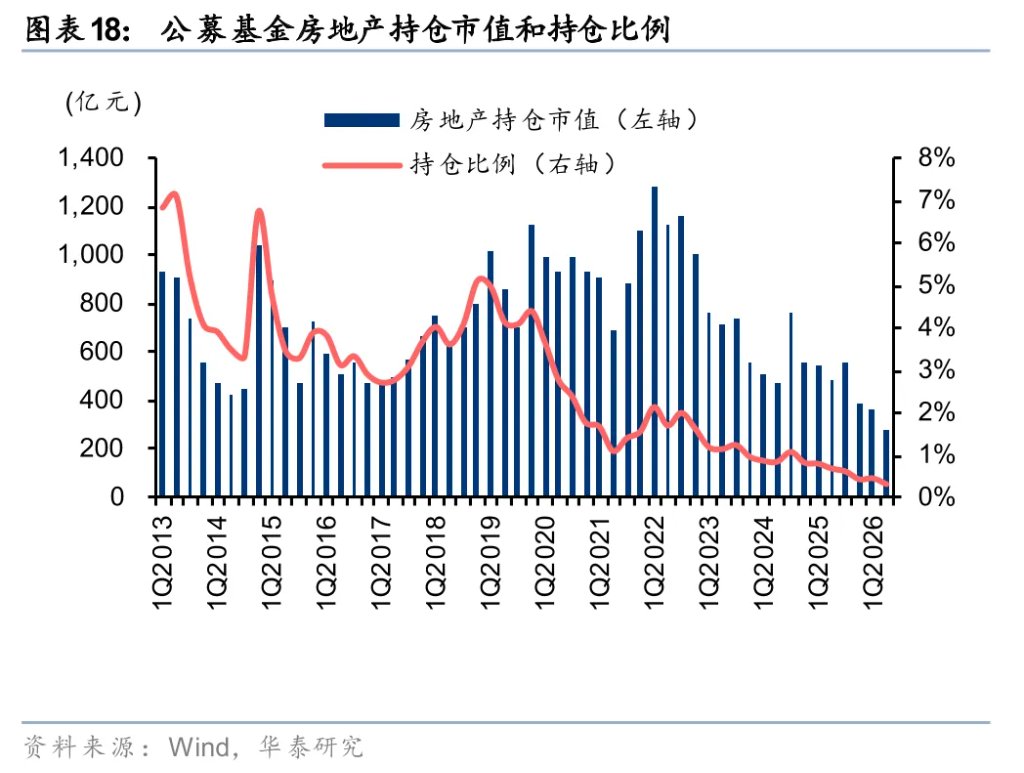 图表 18： 公募基金房地产持仓市值和持仓比例
(亿元)
房地产持仓市值（左轴）
持仓比例（右轴）
1,400
1,200
1,000
800
600
400
200
0
8%
7%
6%
5%
4%
3%
2%
1%
0%
1Q2013
1Q2014
1Q2015
1Q2016
1Q2017
1Q2018
1Q2019
1Q2020
1Q2021
1Q2022
1Q2023
1Q2024
1Q2025
1Q2026
资料来源：Wind，华泰研究